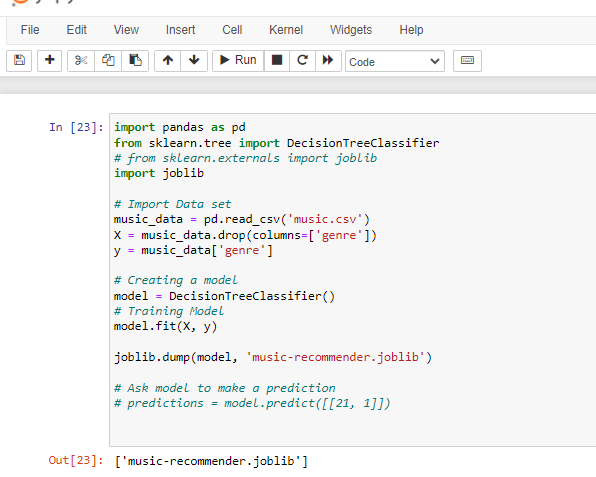 File Edit View Insert Cell Kernel Widgets Help
Run Code
In [23]:
import pandas as pd
from sklearn.tree import DecisionTreeClassifier
# from sklearn.externals import joblib
import joblib
# Import Data set
music_data = pd.read_csv('music.csv')
X = music_data.drop(columns=['genre'])
y = music_data['genre']
# Creating a model
model = DecisionTreeClassifier()
# Training Model
model.fit(X, y)
joblib.dump(model, 'music-recommender.joblib')
# Ask model to make a prediction
# predictions = model.predict([[21, 1]])
Out[23]: ['music-recommender.joblib']